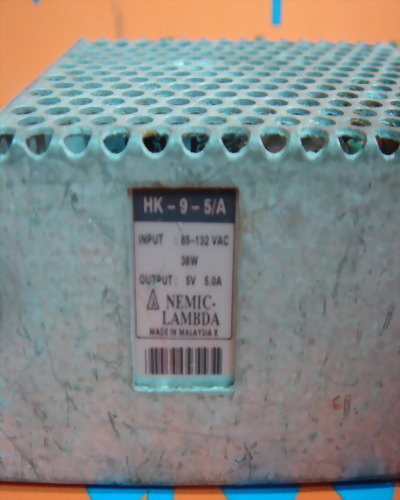 HK-9-5/A
INPUT : 85-132 VAC
38W
OUTPUT : 5V 5.0A
NEMIC-
LAMBDA
MADE IN MALAYSIA K